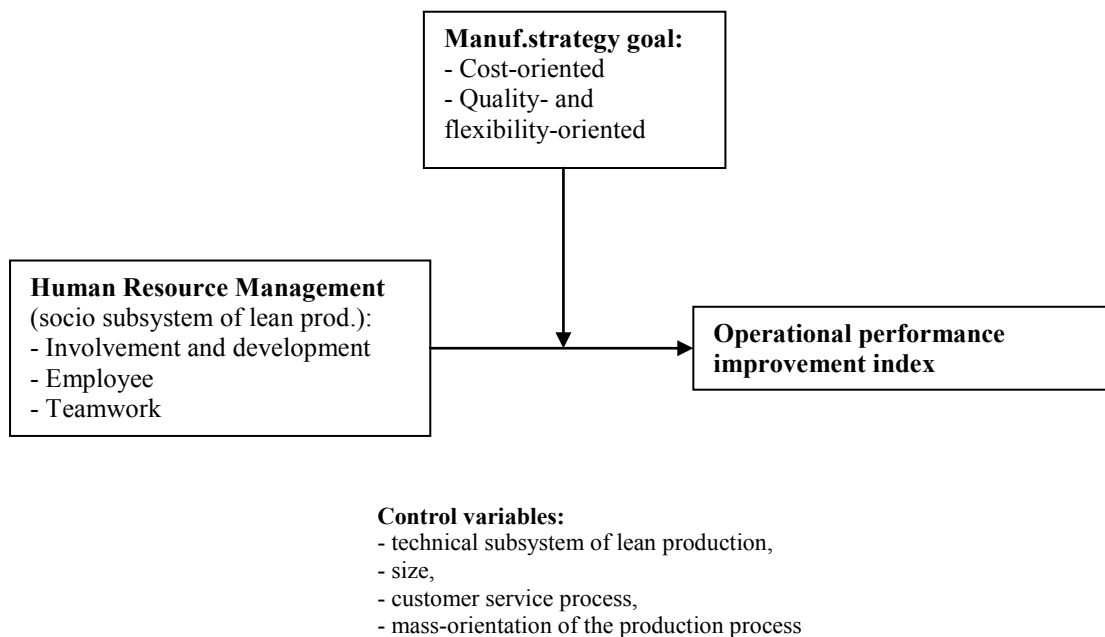 Manuf.strategy goal:
- Cost-oriented
- Quality- and
flexibility-oriented
Human Resource Management
(socio subsystem of lean prod.):
- Involvement and development
- Employee
- Teamwork
Operational performance
improvement index
Control variables:
- technical subsystem of lean production,
- size,
- customer service process,
- mass-orientation of the production process